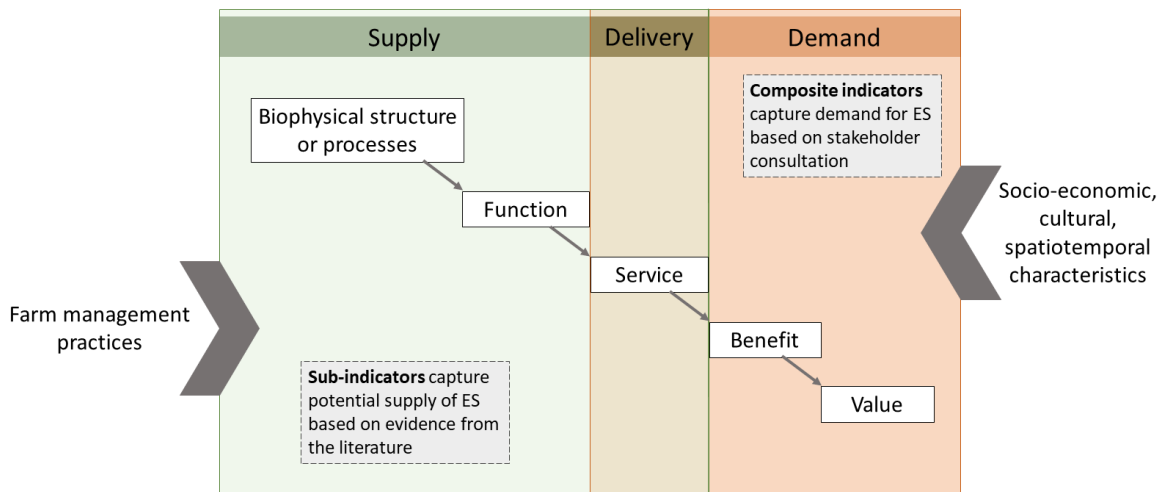 Supply
Delivery
Demand
Biophysical structure
or processes
Function
Service
Benefit
Value
Composite indicators
capture demand for ES
based on stakeholder
consultation
Sub-indicators capture
potential supply of ES
based on evidence from
the literature
Farm management
practices
Socio-economic,
cultural,
spatiotemporal
characteristics